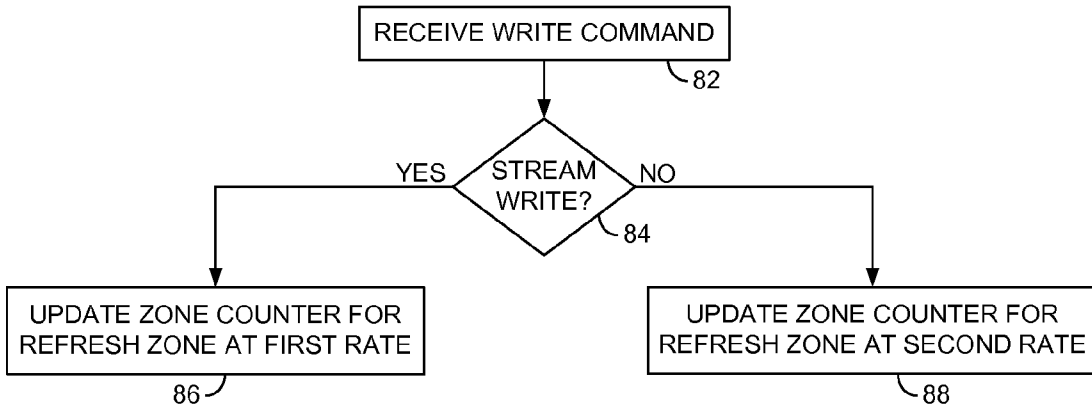 RECEIVE WRITE COMMAND
82
YES
STREAM
WRITE?
NO
84
UPDATE ZONE COUNTER FOR
REFRESH ZONE AT FIRST RATE
86
UPDATE ZONE COUNTER FOR
REFRESH ZONE AT SECOND RATE
88